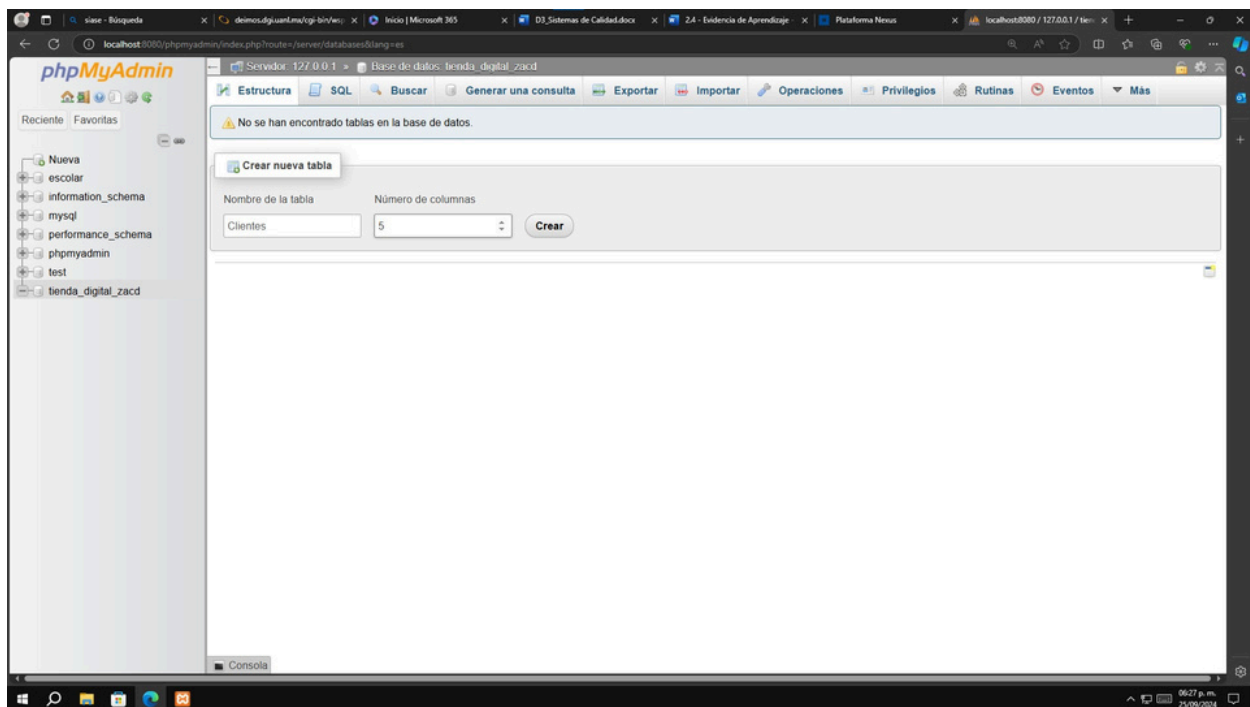 siase - Búsqueda
deimos.dgi.uanl.mx/cgi-bin/wsp
Inicio | Microsoft 365
D3_Sistemas de Calidad.docx
2.4 - Evidencia de Aprendizaje
Plataforma Nexus
localhost:8080 / 127.0.0.1 / tien
localhost:8080/phpmyadmin/index.php?route=/server/databases&lang=es
phpMyAdmin
Reciente Favoritas
Nueva
escolar
information_schema
mysql
performance_schema
phpmyadmin
test
tienda_digital_zacd
Servidor: 127.0.0.1 » Base de datos: tienda_digital_zacd
Estructura SQL Buscar Generar una consulta Exportar Importar Operaciones Privilegios Rutinas Eventos Más
No se han encontrado tablas en la base de datos.
Crear nueva tabla
Nombre de la tabla Número de columnas
Clientes 5 Crear
Consola
06:27 p. m.
25/09/2024